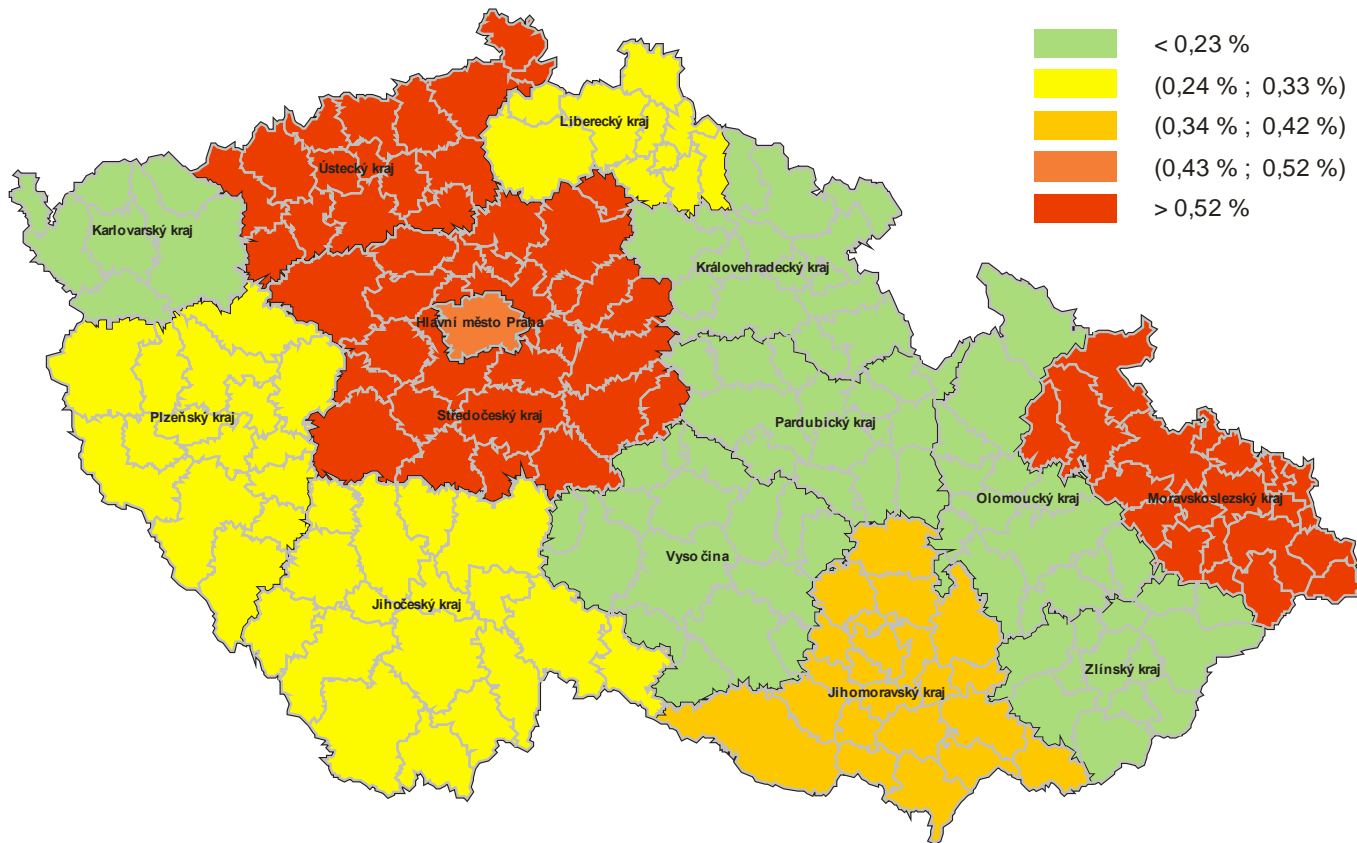 < 0,23 %
(0,24 % ; 0,33 %)
(0,34 % ; 0,42 %)
(0,43 % ; 0,52 %)
> 0,52 %
Liberecký kraj
Ústecký kraj
Karlovarský kraj
Královehradecký kraj
Hlavní město Praha
Plzeňský kraj
Středočeský kraj
Pardubický kraj
Olomoucký kraj
Moravskoslezský kraj
Vysočina
Jihočeský kraj
Zlínský kraj
Jihomoravský kraj